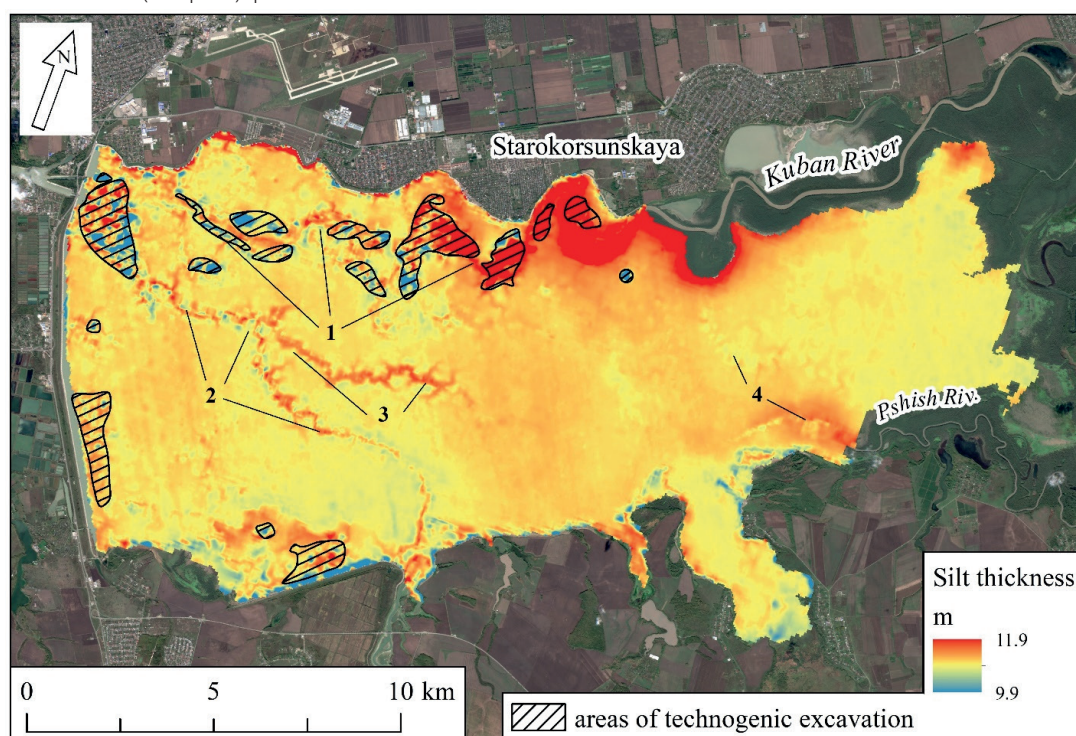 N
Starokorsunskaya
Kuban River
1
2
3
4
Pshish Riv.
Silt thickness
m
11.9
9.9
0 5 10 km
areas of technogenic excavation